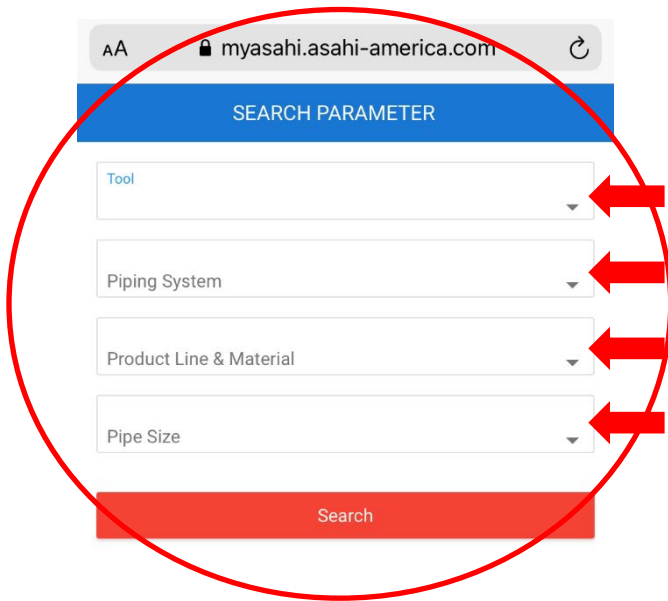 AA myasahi.asahi-america.com
SEARCH PARAMETER
Tool
Piping System
Product Line & Material
Pipe Size
Search